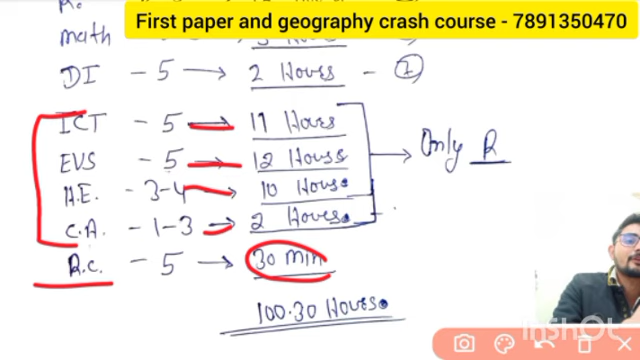 First paper and geography crash course - 7891350470
math
DI - 5 → 2 Hours - 1
ICT - 5 → 11 Hours
EVS - 5 → 12 Hours
H.E. - 3-4 → 10 Hours
C.A. - 1-3 → 2 Hours
Only R
R.C. - 5 → 30 min
100.30 Hours
InShot